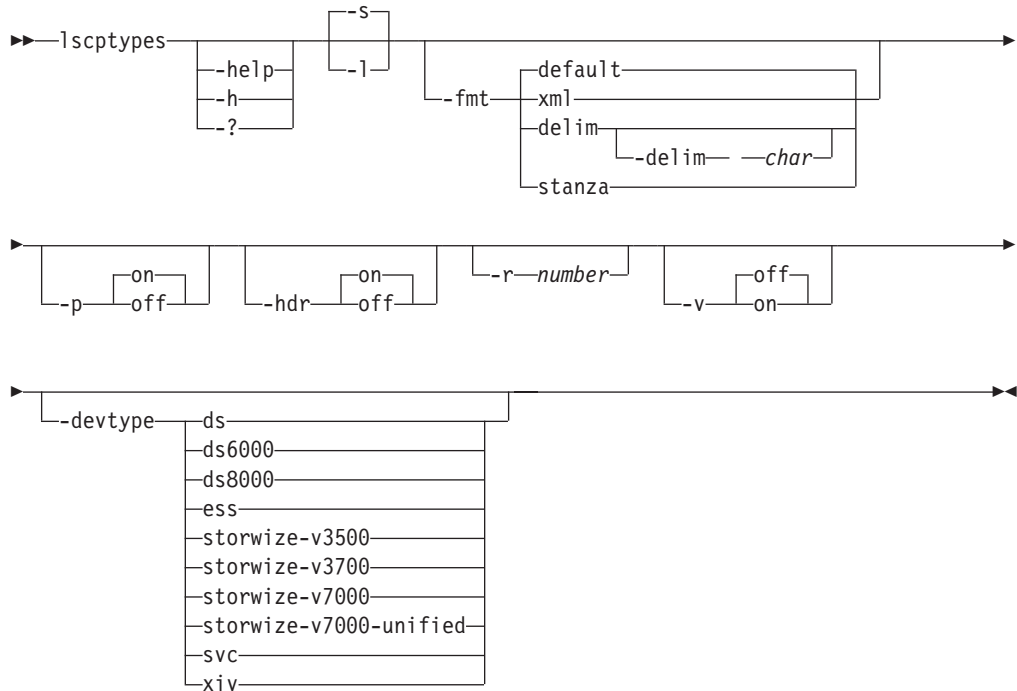 -s
lscptypes
-help
-l
-fmt
default
-h
xml
-?
delim
-delim char
stanza
on
on
off
-p
off
-hdr
off
-r number
-v
on
-devtype
ds
ds6000
ds8000
ess
storwize-v3500
storwize-v3700
storwize-v7000
storwize-v7000-unified
svc
xiv